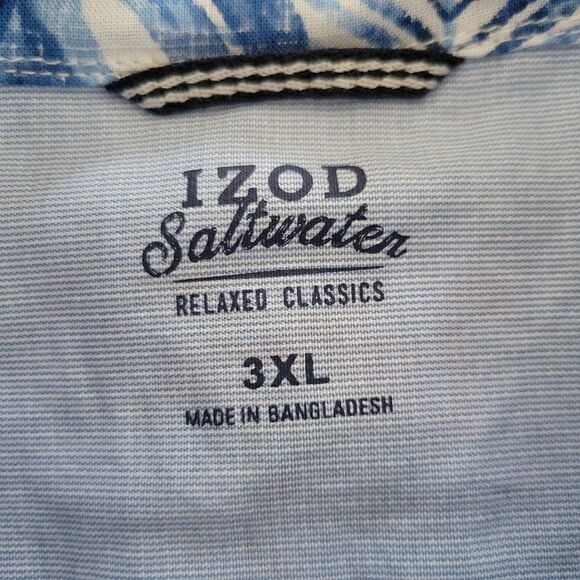 IZOD
Saltwater
RELAXED CLASSICS
3XL
MADE IN BANGLADESH